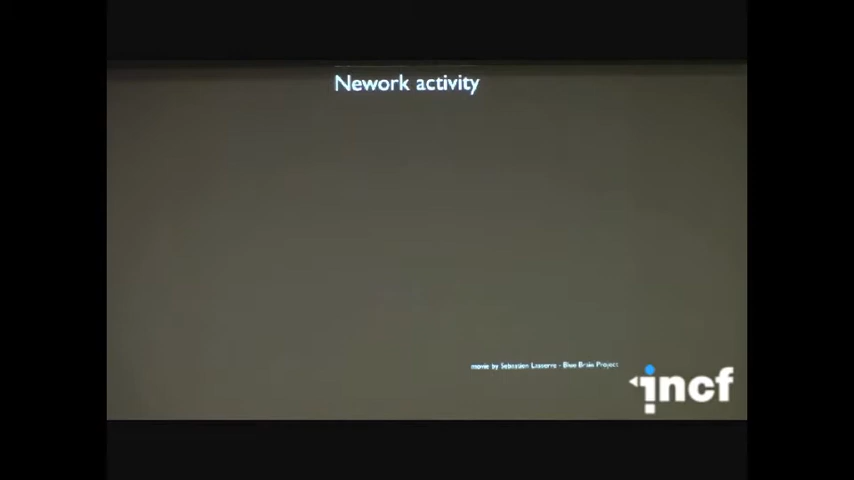 Nework activity
movie by Sebastien Lasserre - Blue Brain Project
incf